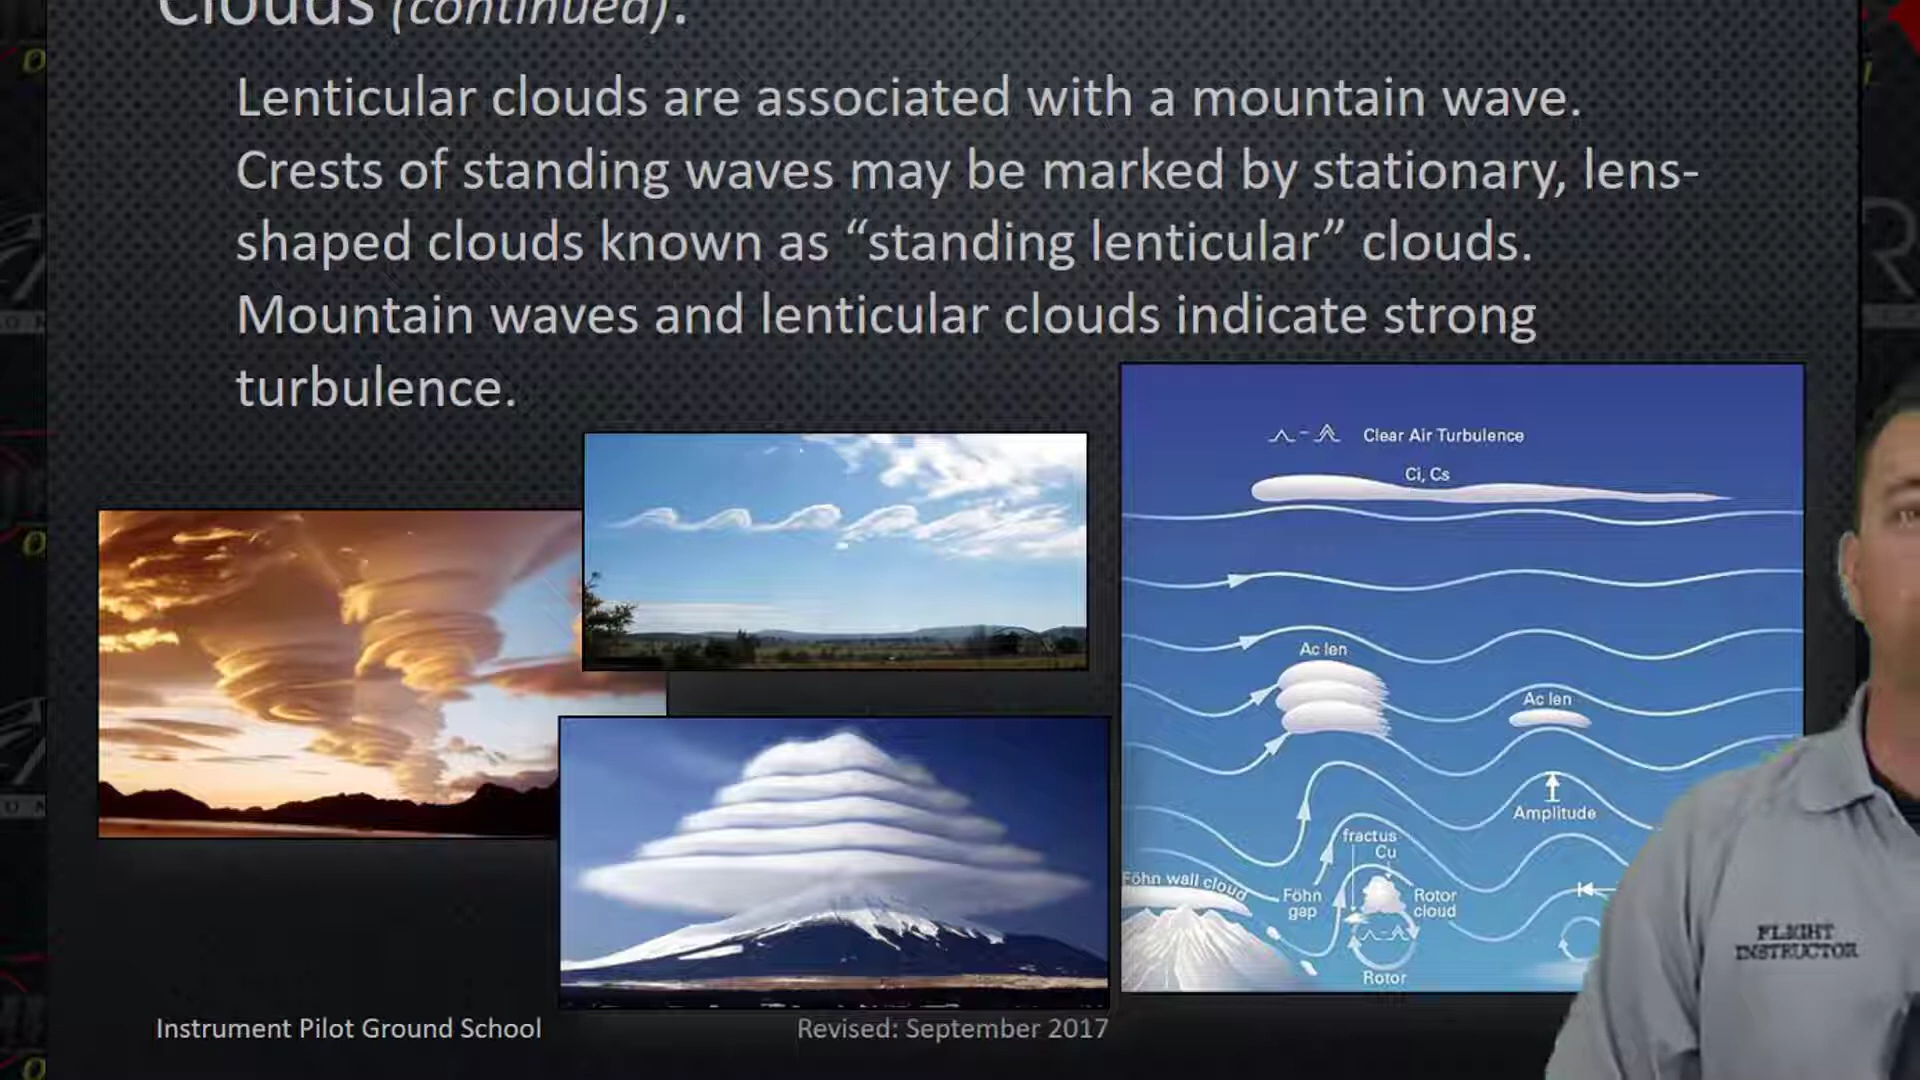 Clouds (continued):
Lenticular clouds are associated with a mountain wave.
Crests of standing waves may be marked by stationary, lens-
shaped clouds known as “standing lenticular” clouds.
Mountain waves and lenticular clouds indicate strong
turbulence.
Clear Air Turbulence
Ci, Cs
Ac len
Ac len
Amplitude
fractus
Cu
Föhn wall cloud
Föhn
gap
Rotor
cloud
Rotor
FLIGHT
INSTRUCTOR
Instrument Pilot Ground School
Revised: September 2017